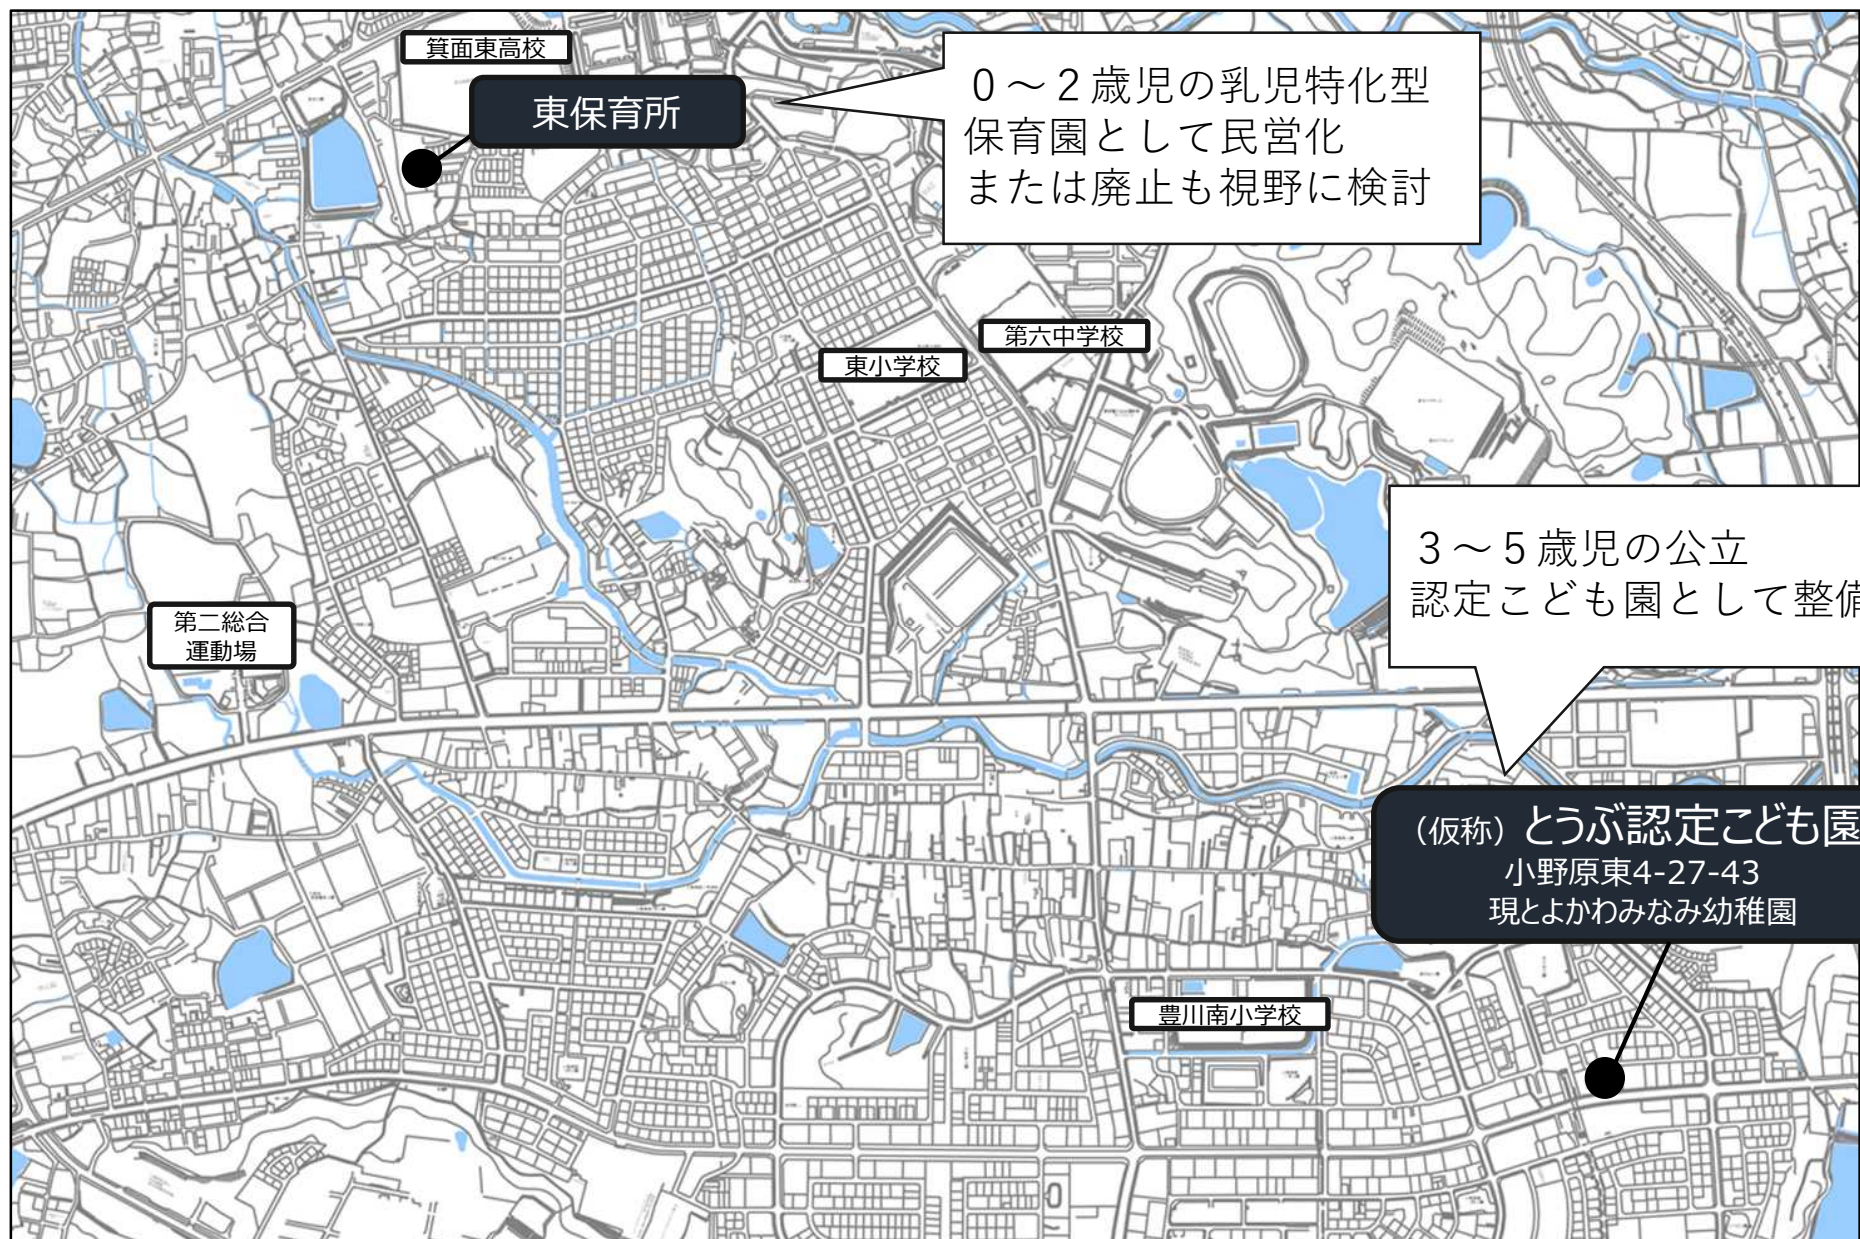 箕面東高校
東保育所
0～2歳児の乳児特化型
保育園として民営化
または廃止も視野に検討
第六中学校
東小学校
3～5歳児の公立
認定こども園として整備
第二総合
運動場
(仮称)とうぶ認定こども園
小野原東4-27-43
現とよかわみなみ幼稚園
豊川南小学校